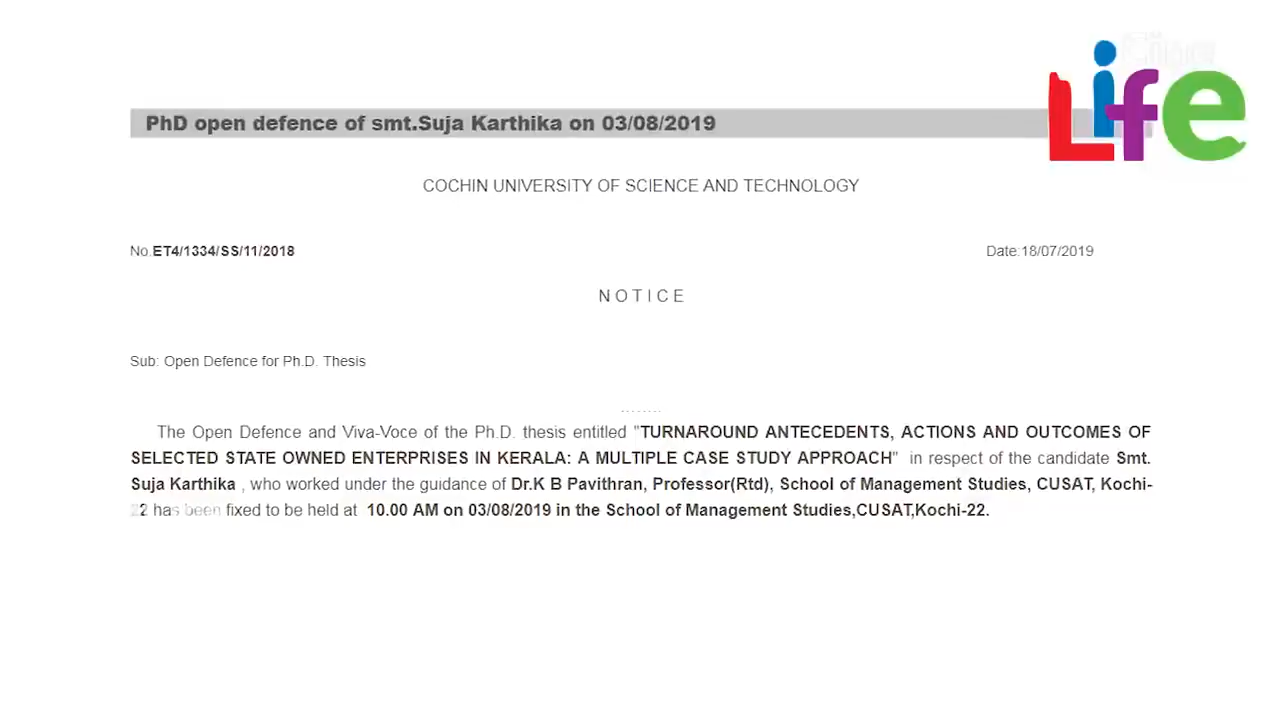 Life
PhD open defence of smt.Suja Karthika on 03/08/2019
COCHIN UNIVERSITY OF SCIENCE AND TECHNOLOGY
No.ET4/1334/SS/11/2018 Date:18/07/2019
N O T I C E
Sub: Open Defence for Ph.D. Thesis
.........
The Open Defence and Viva-Voce of the Ph.D. thesis entitled "TURNAROUND ANTECEDENTS, ACTIONS AND OUTCOMES OF
SELECTED STATE OWNED ENTERPRISES IN KERALA: A MULTIPLE CASE STUDY APPROACH" in respect of the candidate Smt.
Suja Karthika , who worked under the guidance of Dr.K B Pavithran, Professor(Rtd), School of Management Studies, CUSAT, Kochi-
22 has been fixed to be held at 10.00 AM on 03/08/2019 in the School of Management Studies,CUSAT,Kochi-22.